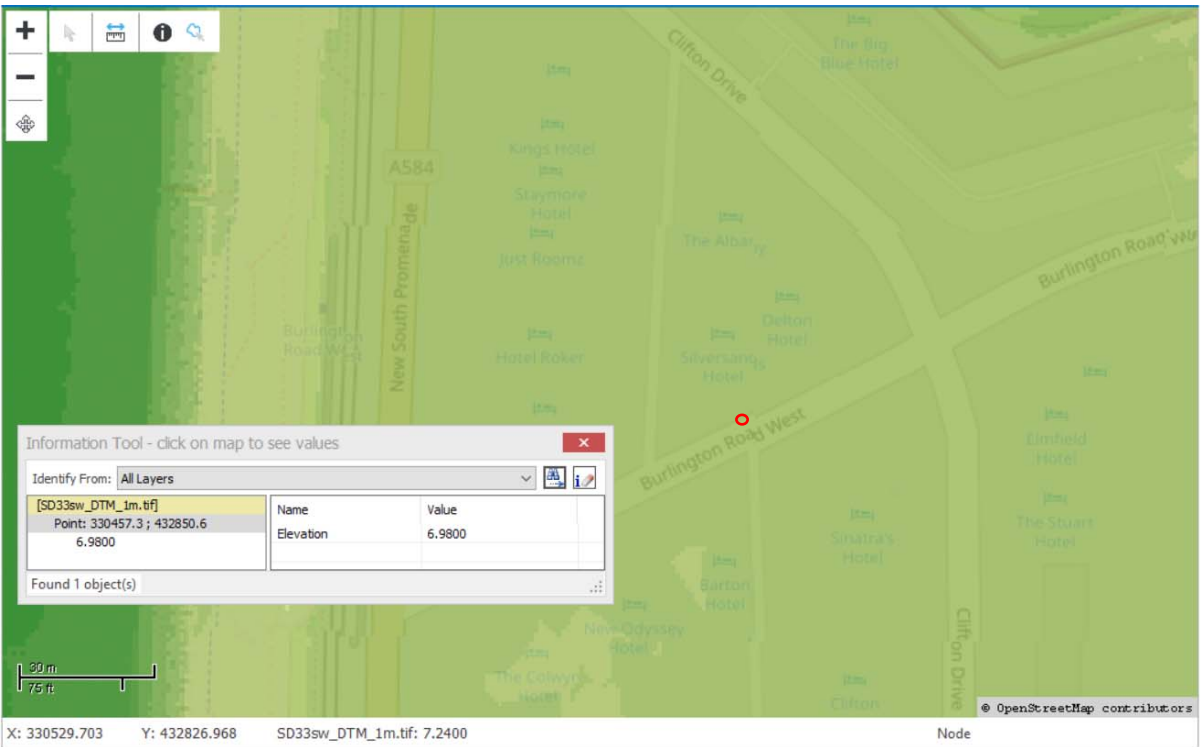 The Big
Blue Hotel
Clifton Drive
Kings Hotel
A584
Staymore
Hotel
The Albany
Just Roomz
New South Promenade
Burlington Road West
Burlington
Road West
Delton
Hotel
Hotel Roker
Silversands
Hotel
Burlington Road West
Elmfield
Hotel
Information Tool - click on map to see values
Identify From: All Layers
[SD33sw_DTM_1m.tif]
Point: 330457.3 ; 432850.6
6.9800
Name Value
Elevation 6.9800
Found 1 object(s)
The Stuart
Hotel
Sinatra's
Hotel
Barton
Hotel
New Odyssey
Hotel
The Colwyn
Hotel
Clifton
Clifton Drive
30 m
75 ft
© OpenStreetMap contributors
X: 330529.703 Y: 432826.968 SD33sw_DTM_1m.tif: 7.2400 Node